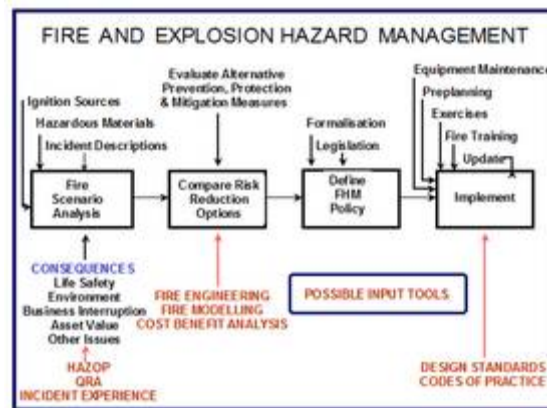 FIRE AND EXPLOSION HAZARD MANAGEMENT
Evaluate Alternative
Prevention, Protection
& Mitigation Measures
Equipment Maintenance
Preplanning
Exercises
Fire Training
Update
Ignition Sources
Hazardous Materials
Incident Descriptions
Formalisation
Legislation
Fire
Scenario
Analysis
Compare Risk
Reduction
Options
Define
FHM
Policy
Implement
CONSEQUENCES
Life Safety
Environment
Business Interruption
Asset Value
Other Issues
HAZOP
QRA
INCIDENT EXPERIENCE
FIRE ENGINEERING
FIRE MODELLING
COST BENEFIT ANALYSIS
POSSIBLE INPUT TOOLS
DESIGN STANDARDS
CODES OF PRACTICE